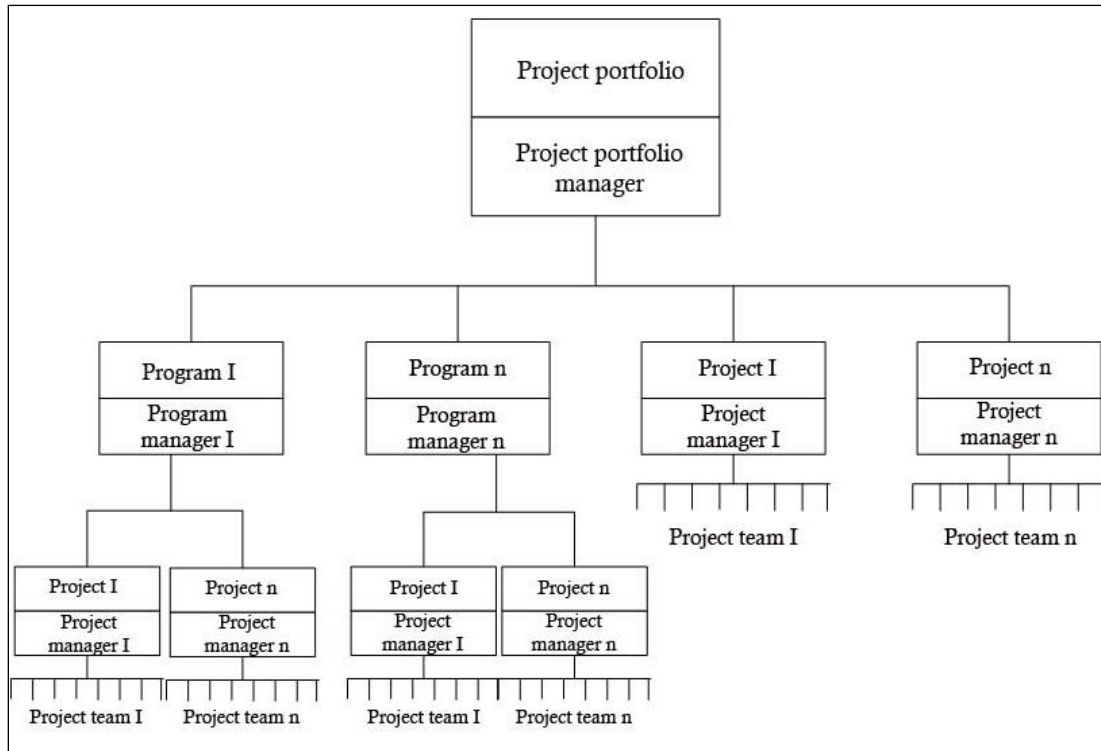 Project portfolio
Project portfolio
manager
Program I
Program
manager I
Program n
Program
manager n
Project I
Project
manager I
Project n
Project
manager n
Project team I
Project team n
Project I
Project
manager I
Project n
Project
manager n
Project I
Project
manager I
Project n
Project
manager n
Project team I
Project team n
Project team I
Project team n